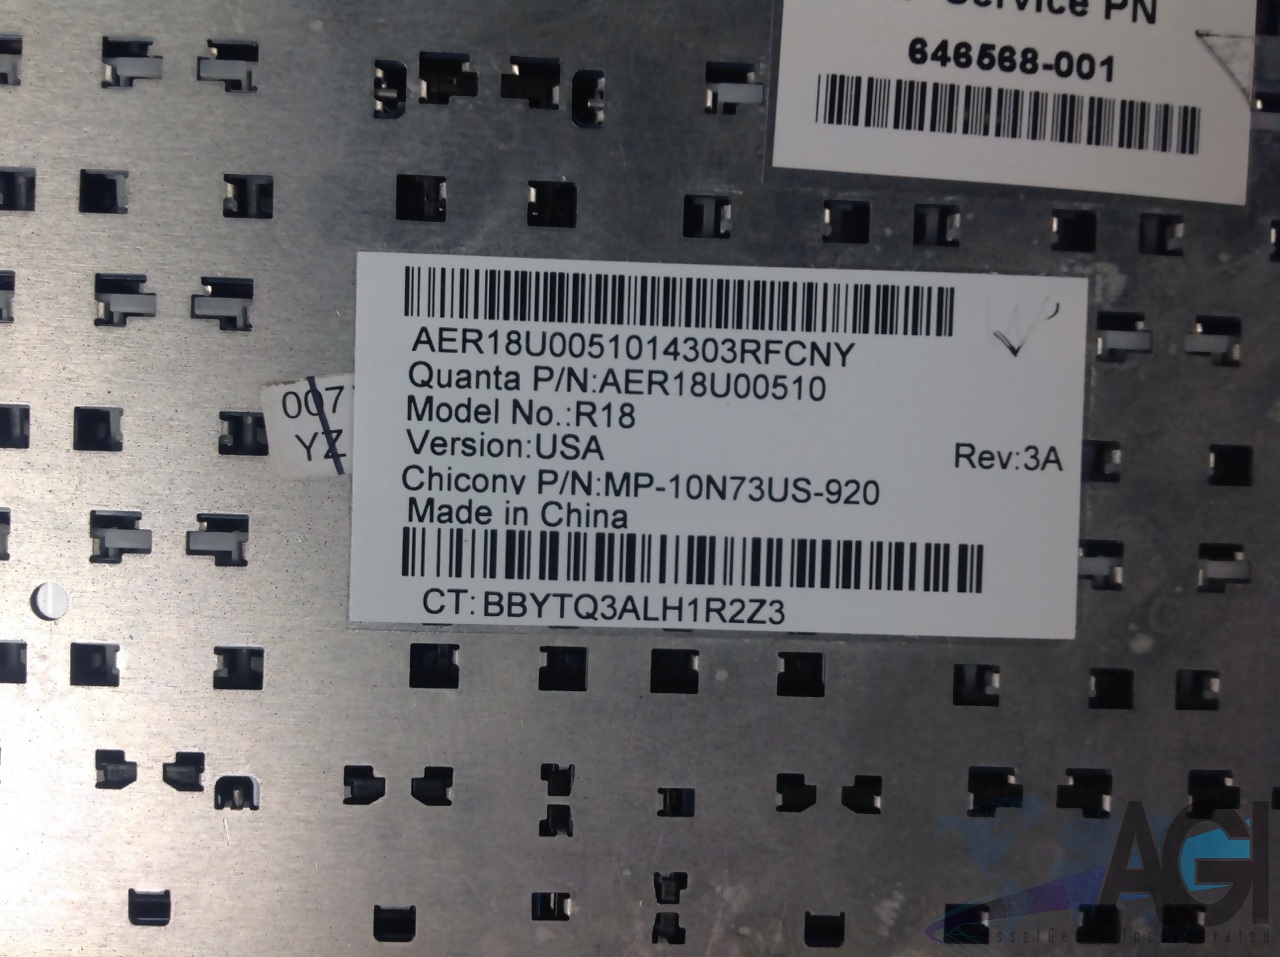 Service PN
646568-001
AER18U0051014303RFCNY
Quanta P/N:AER18U00510
Model No.:R18
Version:USA
Rev:3A
Chicony P/N:MP-10N73US-920
Made in China
CT: BBYTQ3ALH1R2Z3
007
YZ
AGI